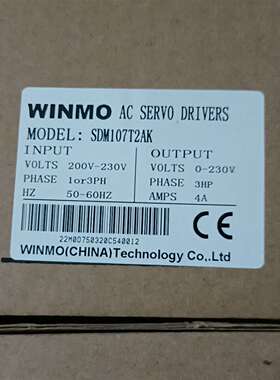 WINMO AC SERVO DRIVERS
MODEL: SDM107T2AK
INPUT OUTPUT
VOLTS 200V-230V VOLTS 0-230V
PHASE 1or3PH PHASE 3HP
HZ 50-60HZ AMPS 4A
CE
22M0D750320C540012
WINMO(CHINA)Technology Co,.Ltd